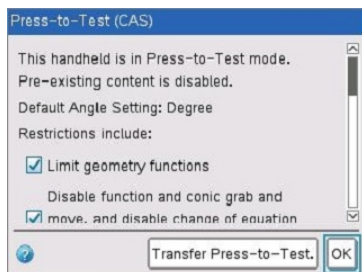 Press-to-Test (CAS)
This handheld is in Press-to-Test mode.
Pre-existing content is disabled.
Default Angle Setting: Degree
Restrictions include:
Limit geometry functions
Disable function and conic grab and
move, and disable change of equation
Transfer Press-to-Test.
OK